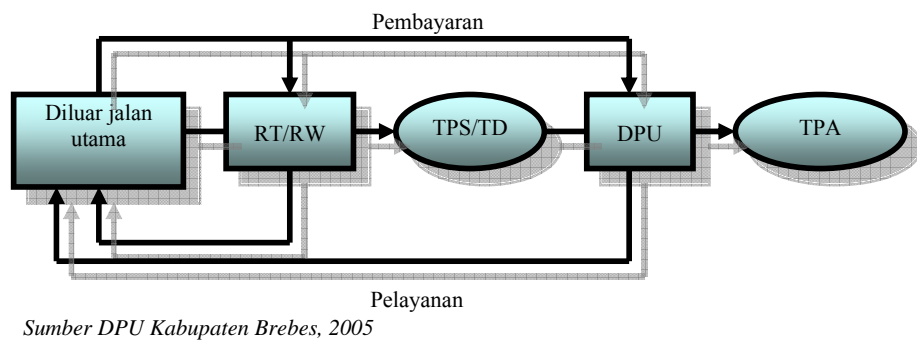 Pembayaran
Diluar jalan
utama
RT/RW
TPS/TD
DPU
TPA
Pelayanan
Sumber DPU Kabupaten Brebes, 2005